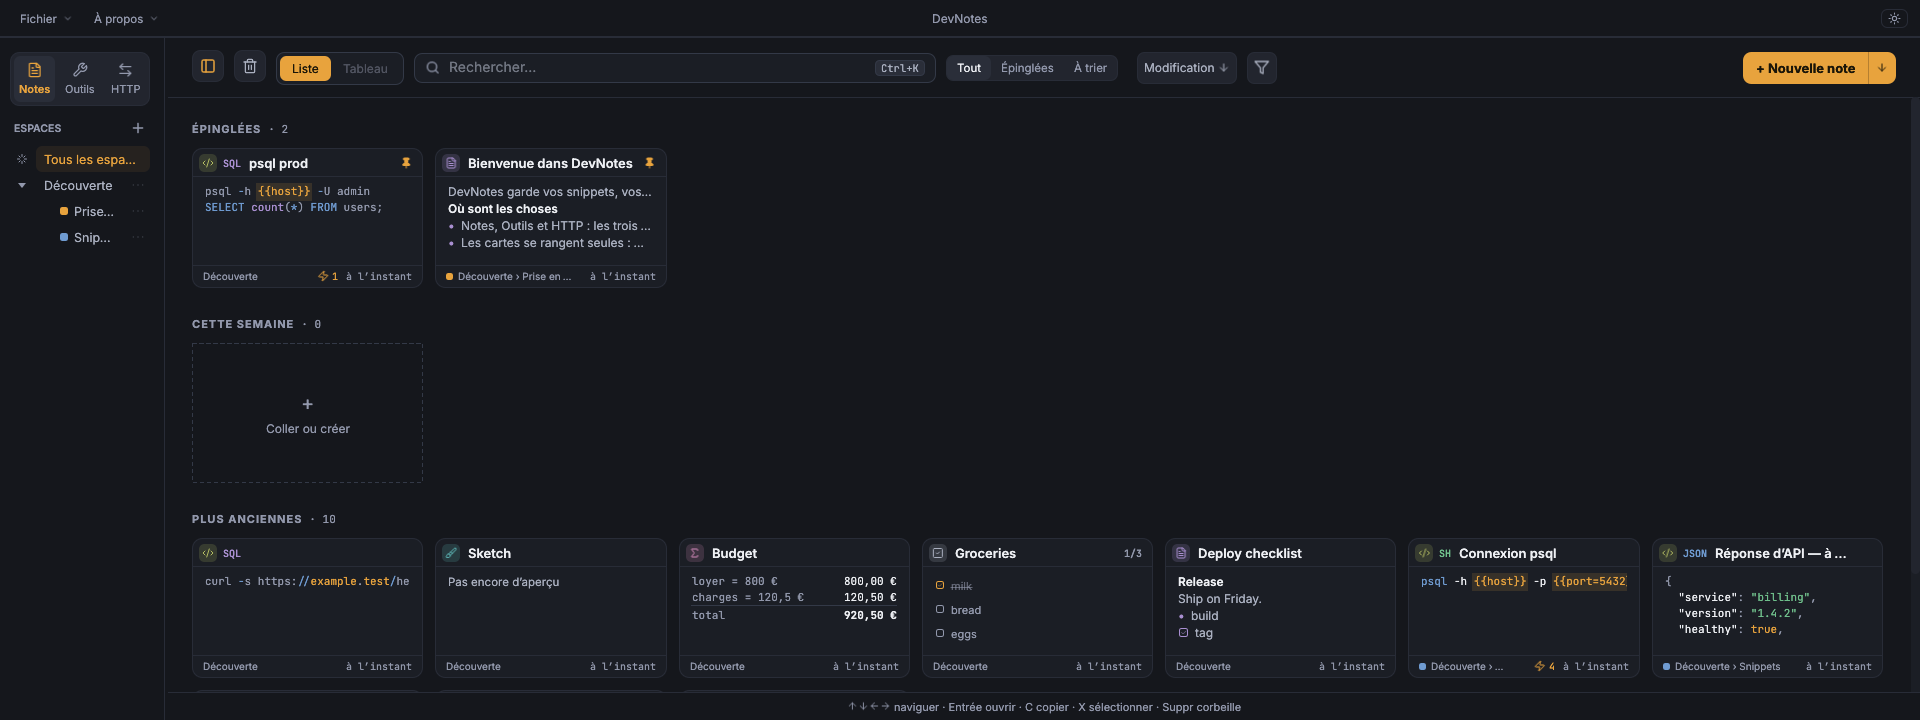 Fichier À propos DevNotes
Notes Outils HTTP
Liste Tableau Rechercher... Ctrl+K Tout Épinglées À trier Modification ↓ + Nouvelle note ↓
ESPACES +
Tous les espa...
Découverte ...
Prise... ...
Snip... ...
ÉPINGLÉES · 2
SQL psql prod
psql -h {{host}} -U admin
SELECT count(*) FROM users;
Découverte 1 à l’instant
Bienvenue dans DevNotes
DevNotes garde vos snippets, vos...
Où sont les choses
• Notes, Outils et HTTP : les trois ...
• Les cartes se rangent seules : ...
Découverte › Prise en ... à l’instant
CETTE SEMAINE · 0
+
Coller ou créer
PLUS ANCIENNES · 10
SQL
curl -s https://example.test/he
Découverte à l’instant
Sketch
Pas encore d’aperçu
Découverte à l’instant
Σ Budget
loyer = 800 € 800,00 €
charges = 120,5 € 120,50 €
total 920,50 €
Découverte à l’instant
Groceries 1/3
milk
bread
eggs
Découverte à l’instant
Deploy checklist
Release
Ship on Friday.
• build
tag
Découverte à l’instant
SH Connexion psql
psql -h {{host}} -p {{port=5432
Découverte › ... 4 à l’instant
JSON Réponse d’API — à ...
{
"service": "billing",
"version": "1.4.2",
"healthy": true,
Découverte › Snippets à l’instant
↑↓←→ naviguer · Entrée ouvrir · C copier · X sélectionner · Suppr corbeille